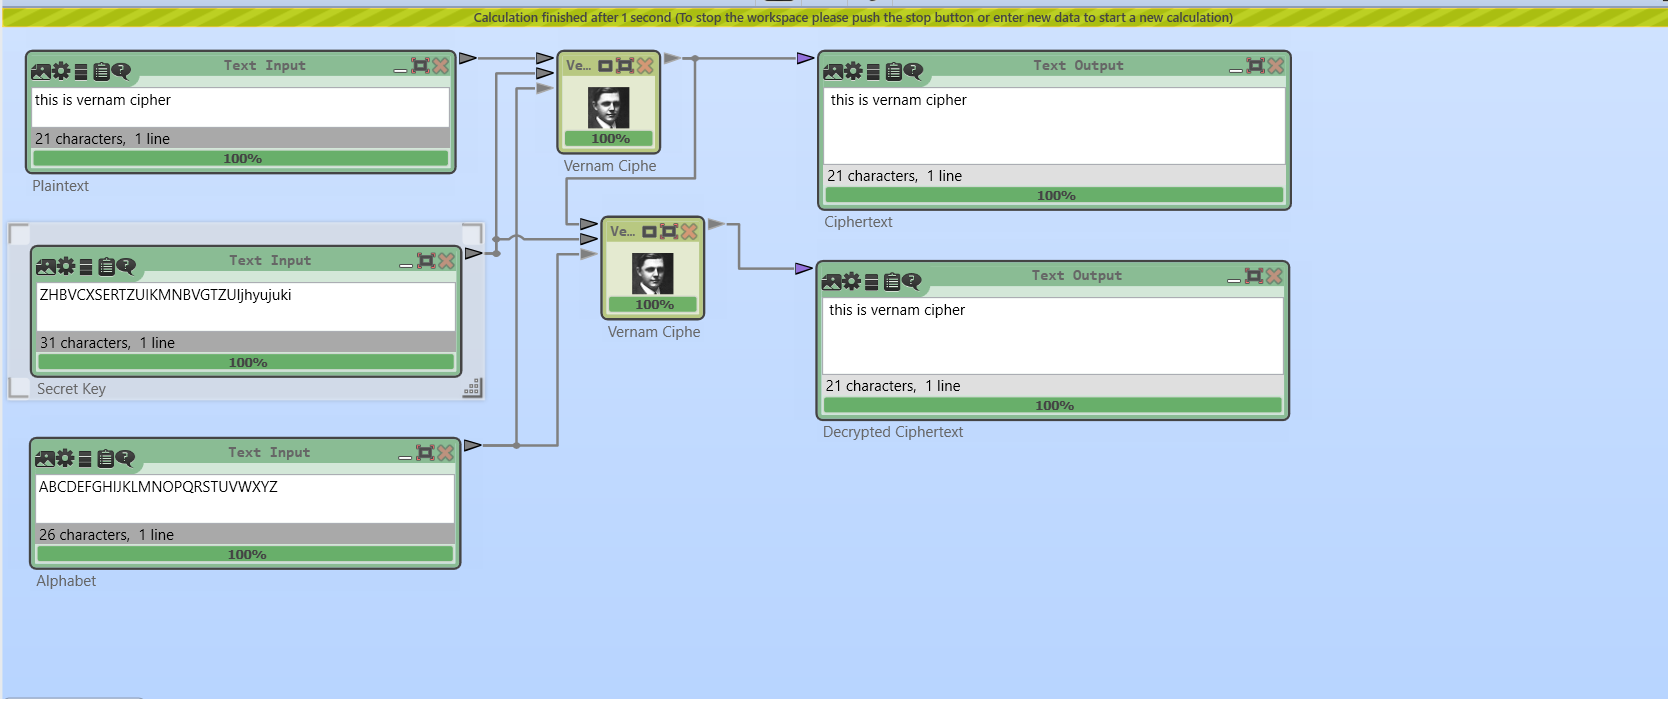 Calculation finished after 1 second (To stop the workspace please push the stop button or enter new data to start a new calculation)
Text Input
this is vernam cipher
21 characters, 1 line
100%
Plaintext
Ve...
100%
Vernam Ciphe
Text Output
this is vernam cipher
21 characters, 1 line
100%
Ciphertext
Text Input
ZHBVCXSERTZUIKMNBVGTZUIjhyujuki
31 characters, 1 line
100%
Secret Key
Ve...
100%
Vernam Ciphe
Text Output
this is vernam cipher
21 characters, 1 line
100%
Decrypted Ciphertext
Text Input
ABCDEFGHIJKLMNOPQRSTUVWXYZ
26 characters, 1 line
100%
Alphabet